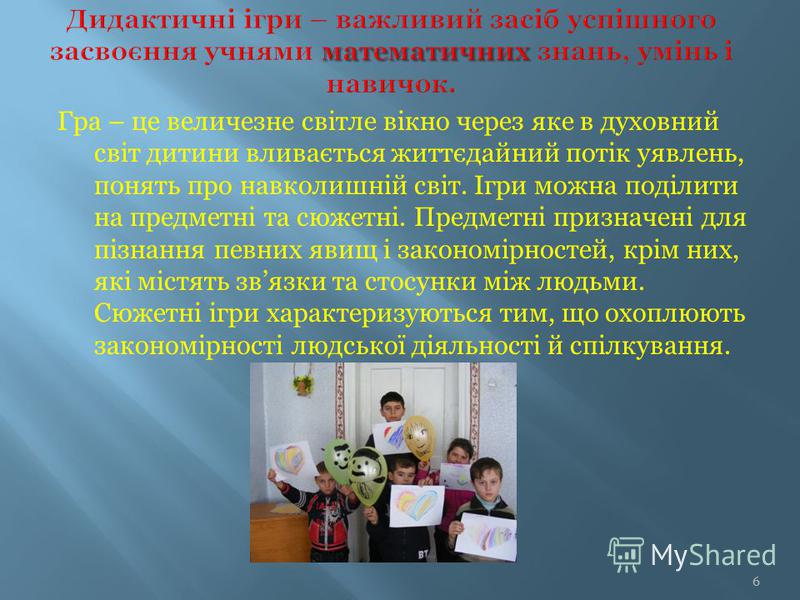 Дидактичні ігри – важливий засіб успішного
засвоєння учнями математичних знань, умінь і
навичок.
Гра – це величезне світле вікно через яке в духовний
світ дитини вливається життєдайний потік уявлень,
понять про навколишній світ. Ігри можна поділити
на предметні та сюжетні. Предметні призначені для
пізнання певних явищ і закономірностей, крім них,
які містять зв’язки та стосунки між людьми.
Сюжетні ігри характеризуються тим, що охоплюють
закономірності людської діяльності й спілкування.
BT
MyShared
6